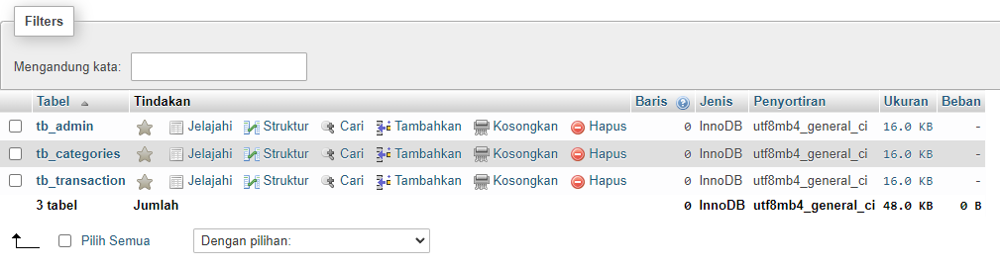 Filters
Mengandung kata:
Tabel Tindakan Baris Jenis Penyortiran Ukuran Beban
tb_admin Jelajahi Struktur Cari Tambahkan Kosongkan Hapus 0 InnoDB utf8mb4_general_ci 16.0 KB -
tb_categories Jelajahi Struktur Cari Tambahkan Kosongkan Hapus 0 InnoDB utf8mb4_general_ci 16.0 KB -
tb_transaction Jelajahi Struktur Cari Tambahkan Kosongkan Hapus 0 InnoDB utf8mb4_general_ci 16.0 KB -
3 tabel Jumlah 0 InnoDB utf8mb4_general_ci 48.0 KB 0 B
Pilih Semua Dengan pilihan: